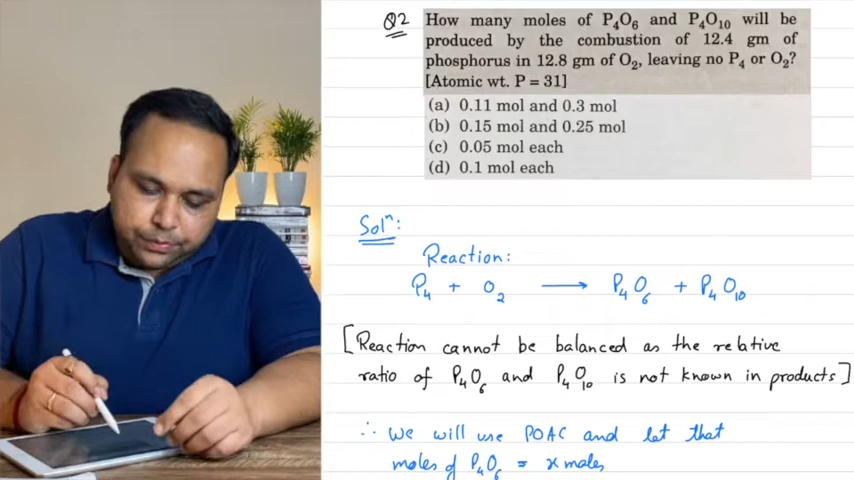 Q2
How many moles of P₄O₆ and P₄O₁₀ will be
produced by the combustion of 12.4 gm of
phosphorus in 12.8 gm of O₂, leaving no P₄ or O₂?
[Atomic wt. P = 31]
(a) 0.11 mol and 0.3 mol
(b) 0.15 mol and 0.25 mol
(c) 0.05 mol each
(d) 0.1 mol each
Solⁿ:
Reaction:
P₄ + O₂ ⟶ P₄O₆ + P₄O₁₀
[Reaction cannot be balanced as the relative
ratio of P₄O₆ and P₄O₁₀ is not known in products]
∴ We will use POAC and let that
moles of P₄O₆ = x moles